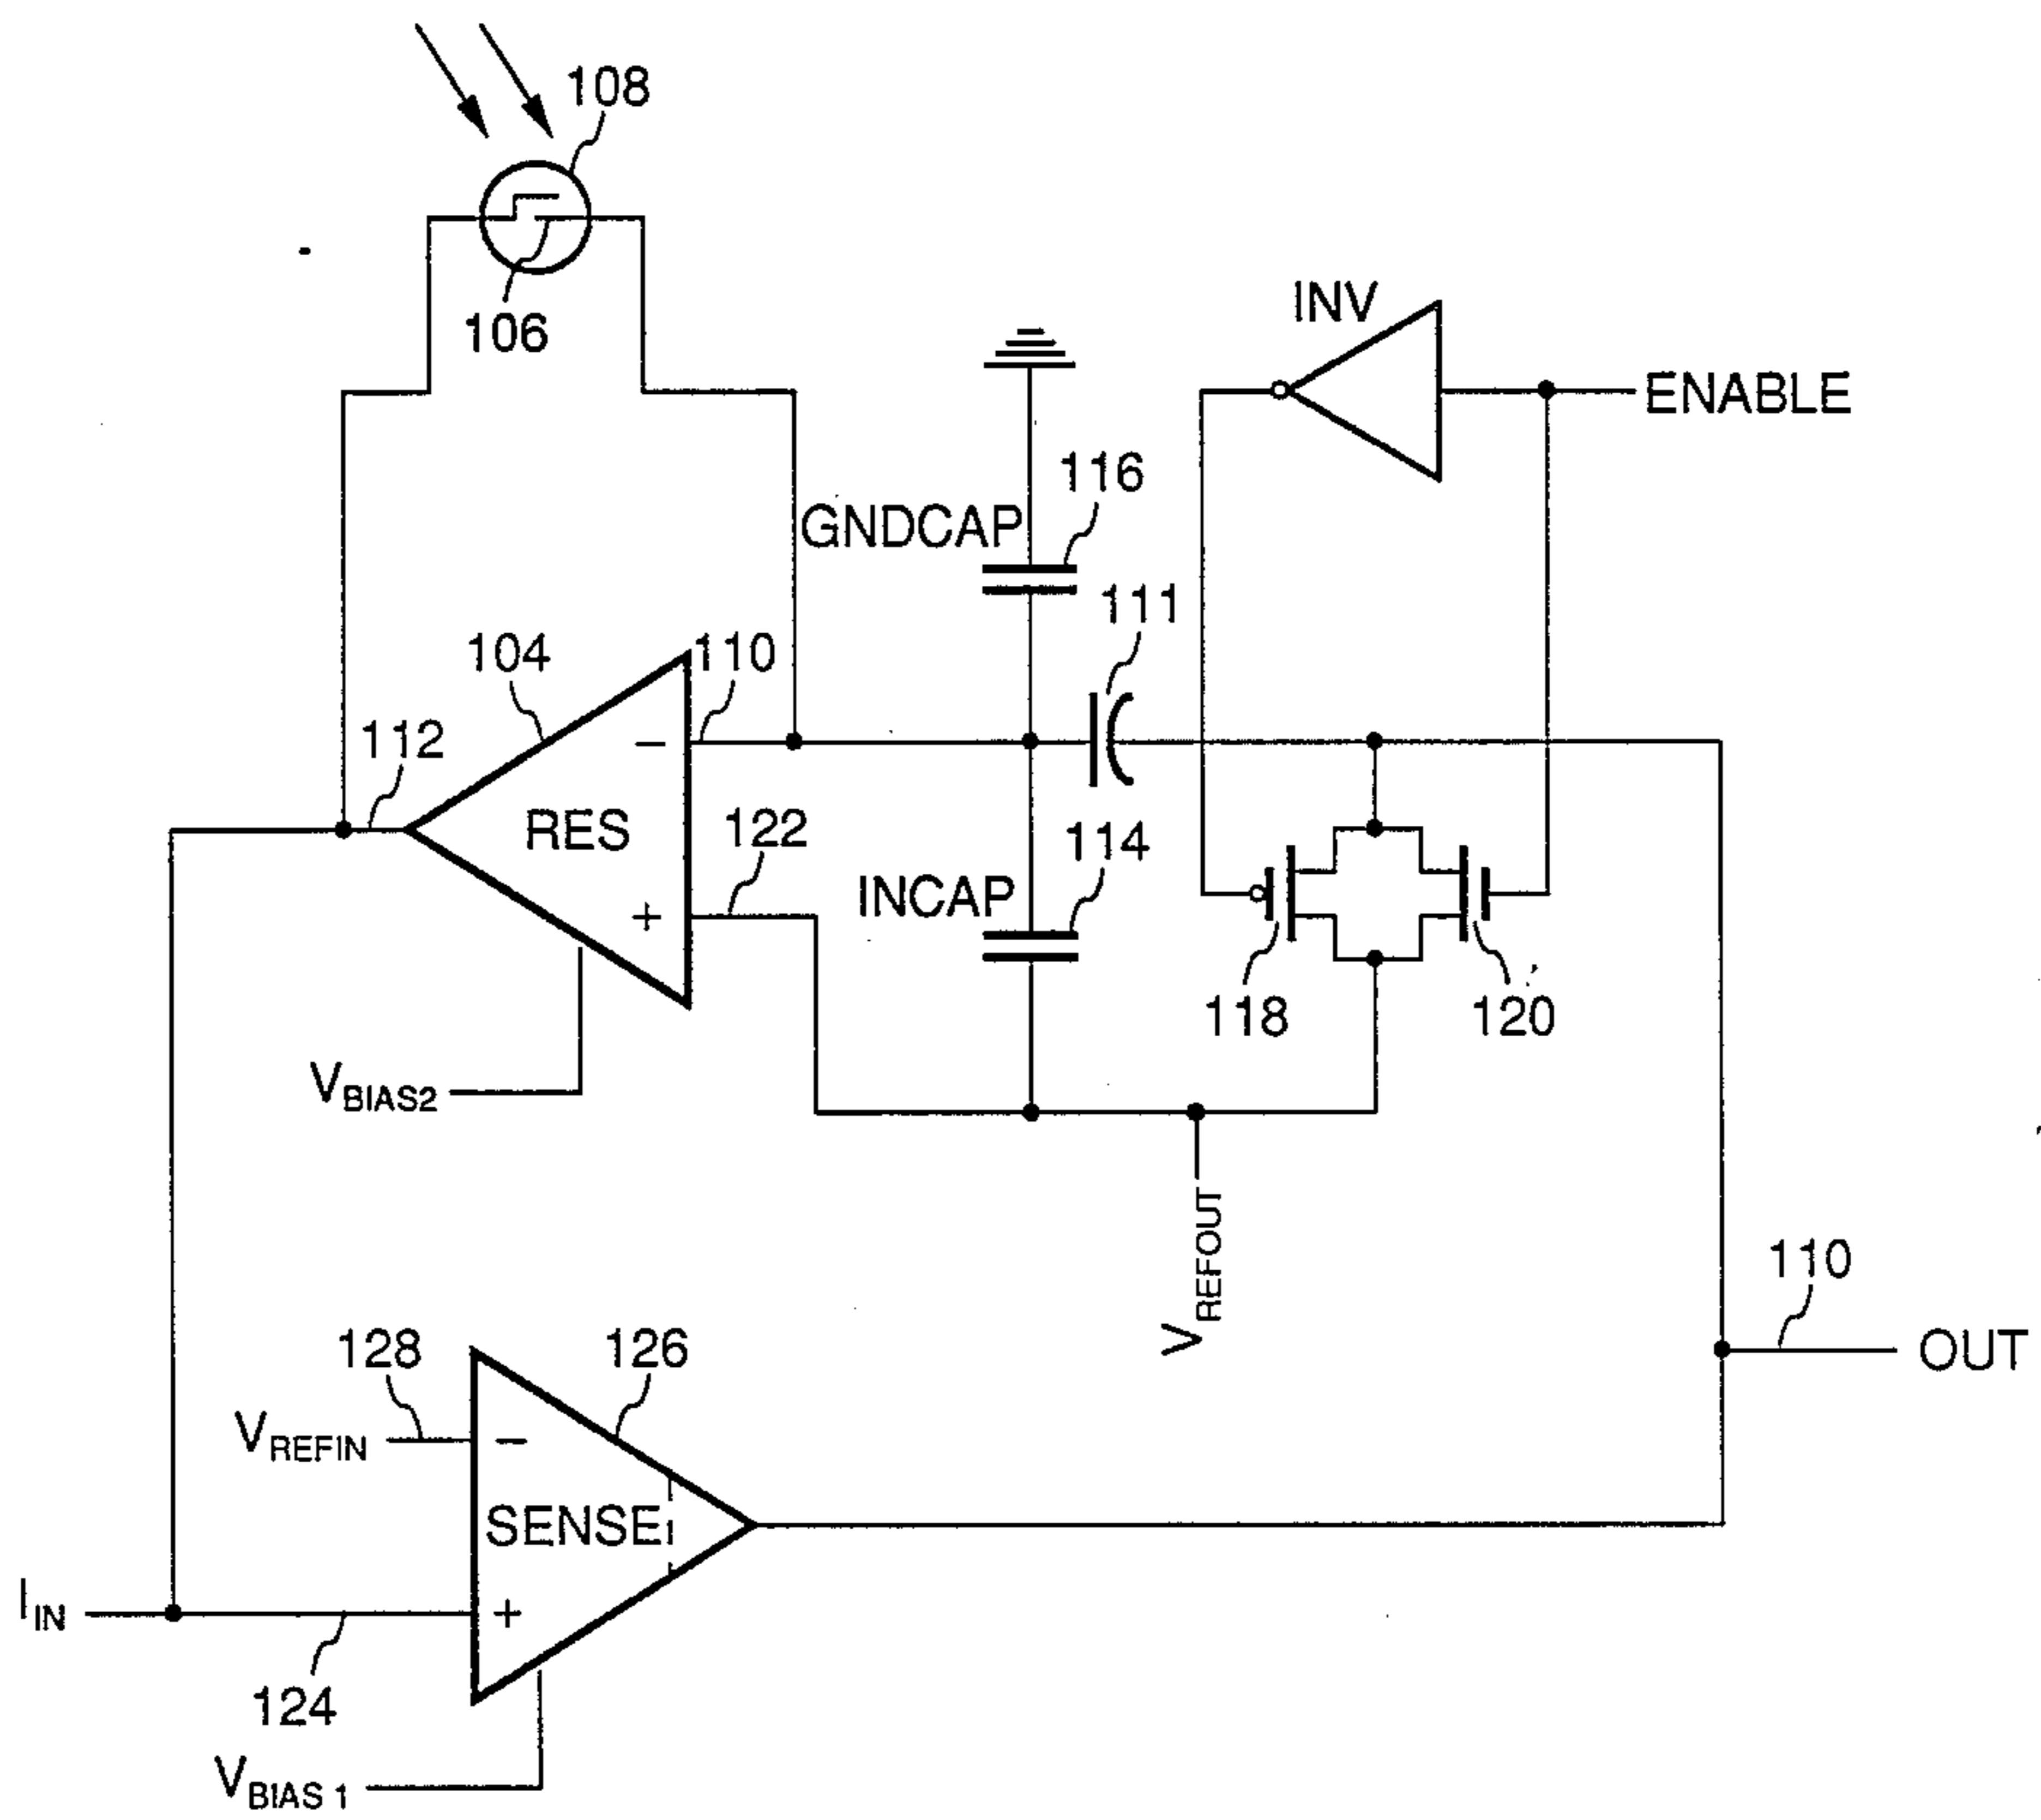 108
106
INV
ENABLE
116
GNDCAP
111
104
110
112
−
RES
122
114
INCAP
+
118
120
VBIAS2
VREFOUT
110
OUT
128
126
VREFIN
−
SENSE1
IIN
+
124
VBIAS 1